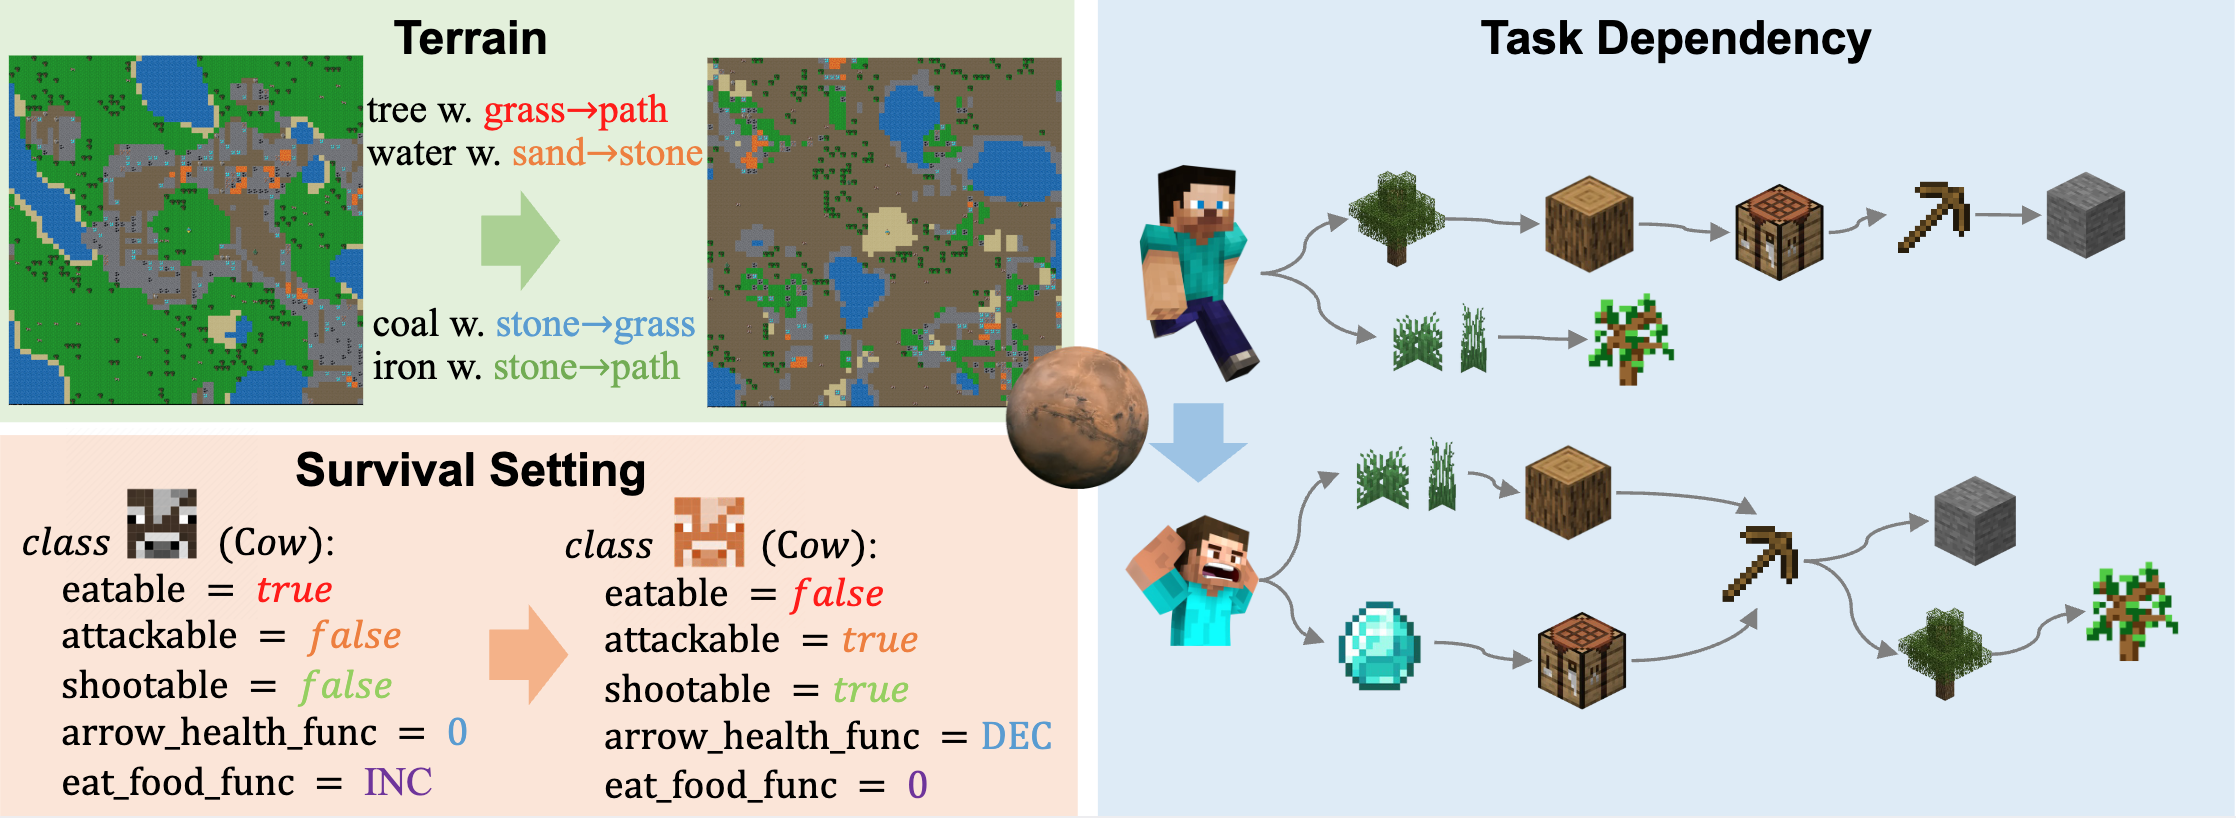 Terrain
tree w. grass→path
water w. sand→stone
coal w. stone→grass
iron w. stone→path
Survival Setting
class (Cow):
eatable = true
attackable = false
shootable = false
arrow_health_func = 0
eat_food_func = INC
class (Cow):
eatable = false
attackable = true
shootable = true
arrow_health_func = DEC
eat_food_func = 0
Task Dependency